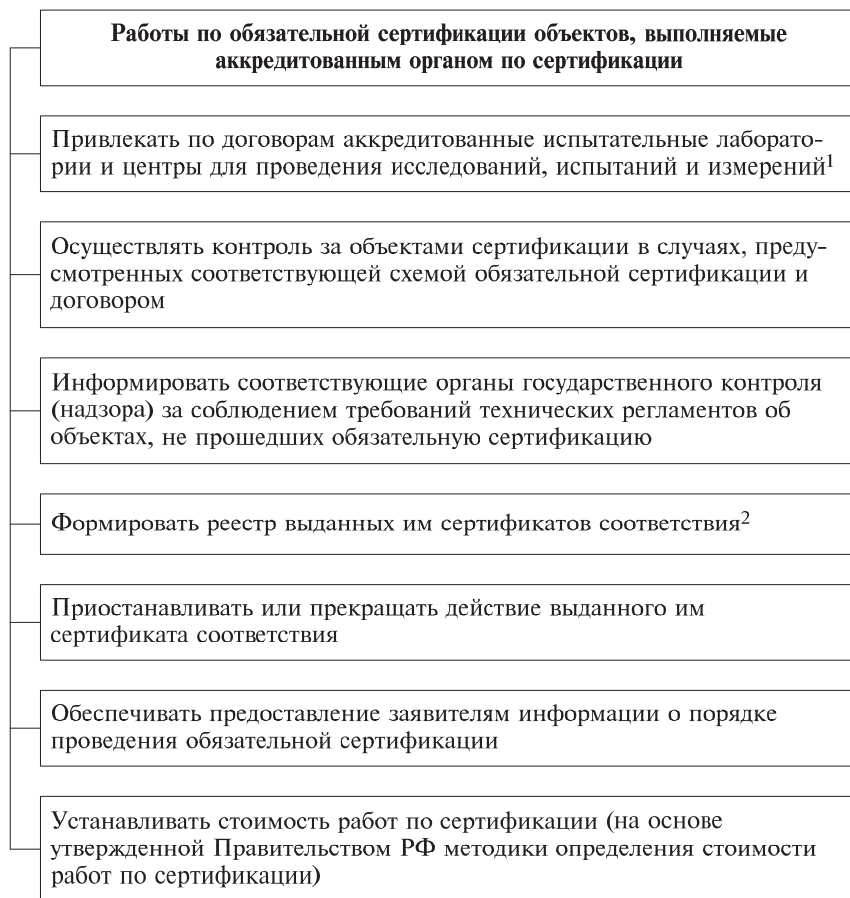 Работы по обязательной сертификации объектов, выполняемые
аккредитованным органом по сертификации
Привлекать по договорам аккредитованные испытательные лаборато-
рии и центры для проведения исследований, испытаний и измерений¹
Осуществлять контроль за объектами сертификации в случаях, преду-
смотренных соответствующей схемой обязательной сертификации и
договором
Информировать соответствующие органы государственного контроля
(надзора) за соблюдением требований технических регламентов об
объектах, не прошедших обязательную сертификацию
Формировать реестр выданных им сертификатов соответствия²
Приостанавливать или прекращать действие выданного им
сертификата соответствия
Обеспечивать предоставление заявителям информации о порядке
проведения обязательной сертификации
Устанавливать стоимость работ по сертификации (на основе
утвержденной Правительством РФ методики определения стоимости
работ по сертификации)